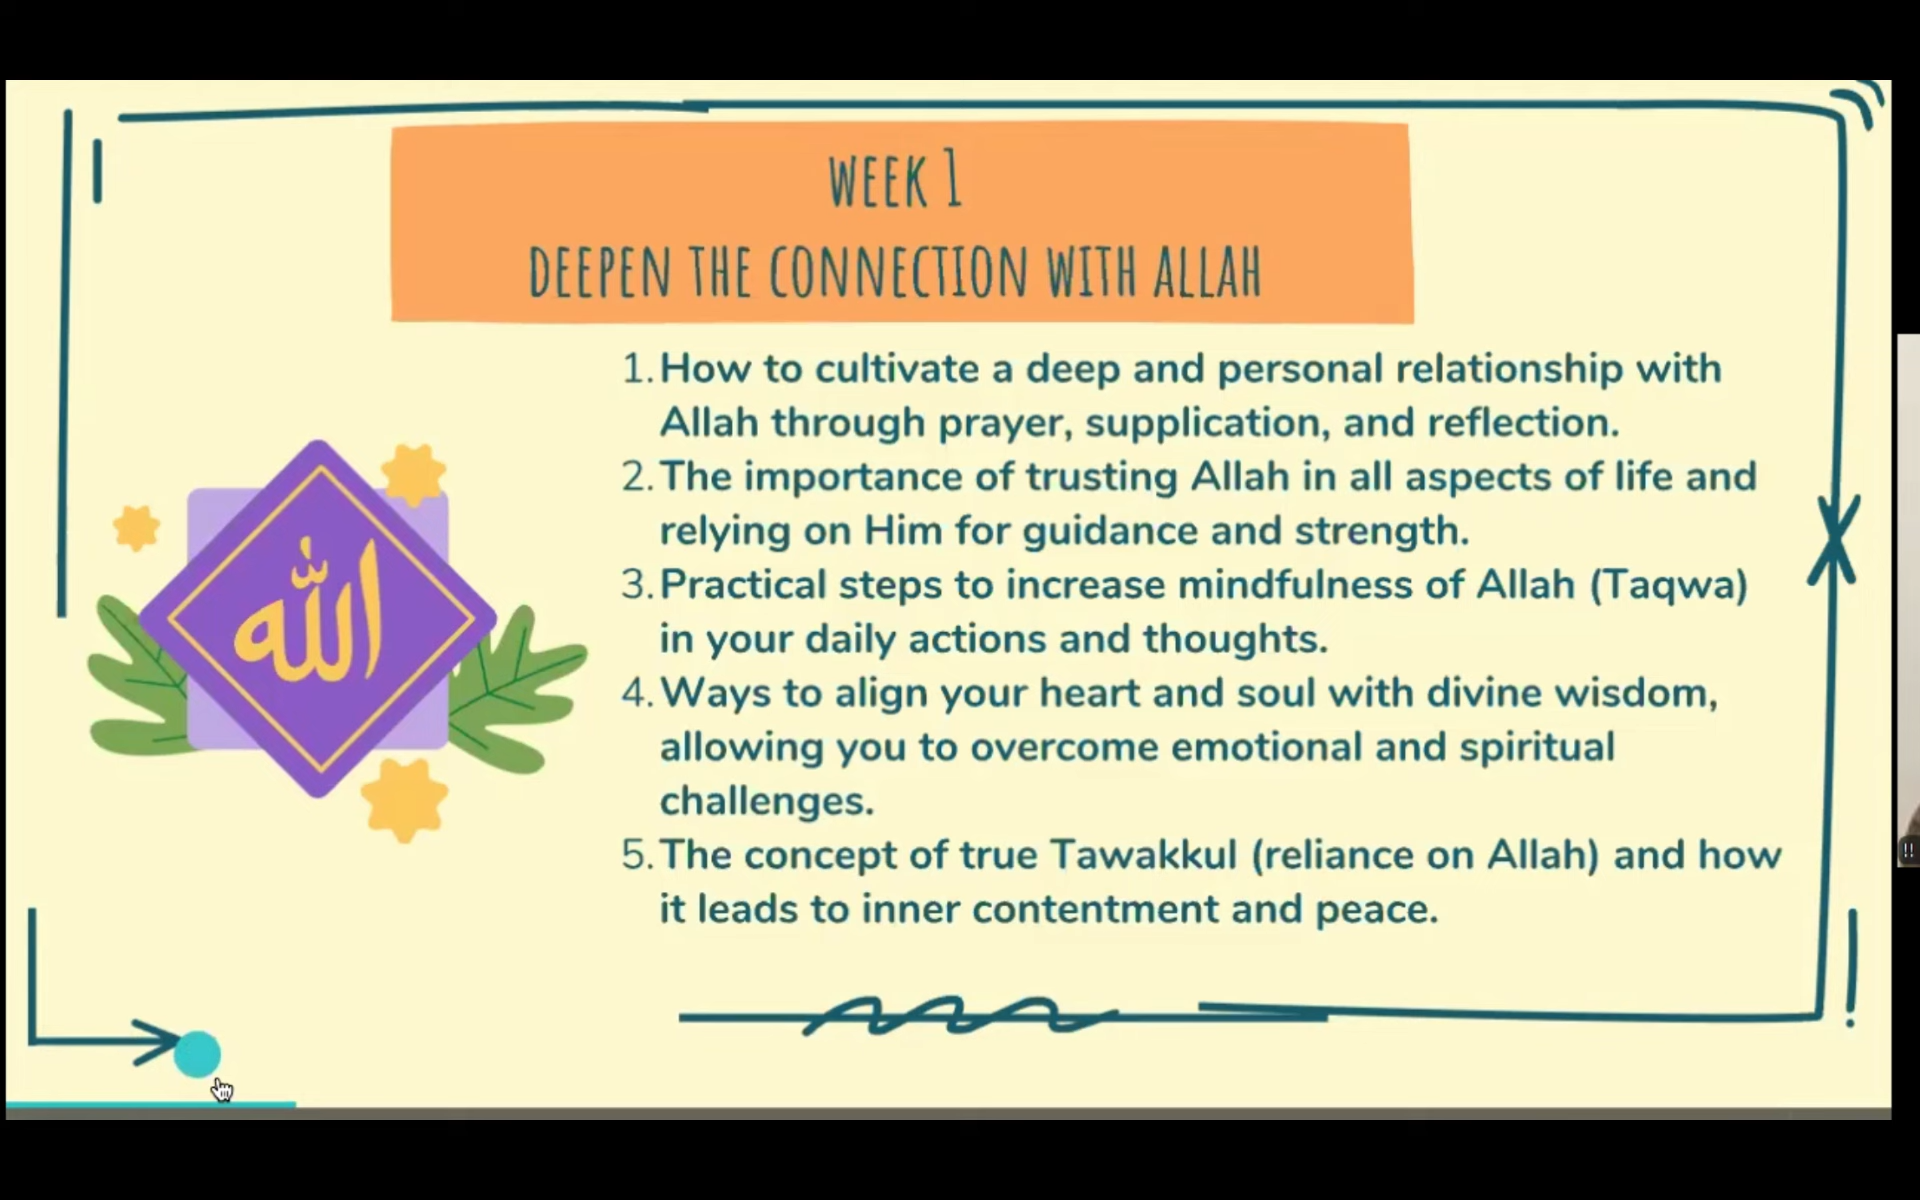 WEEK 1
DEEPEN THE CONNECTION WITH ALLAH
1. How to cultivate a deep and personal relationship with
Allah through prayer, supplication, and reflection.
2. The importance of trusting Allah in all aspects of life and
relying on Him for guidance and strength.
3. Practical steps to increase mindfulness of Allah (Taqwa)
in your daily actions and thoughts.
4. Ways to align your heart and soul with divine wisdom,
allowing you to overcome emotional and spiritual
challenges.
5. The concept of true Tawakkul (reliance on Allah) and how
it leads to inner contentment and peace.
الله